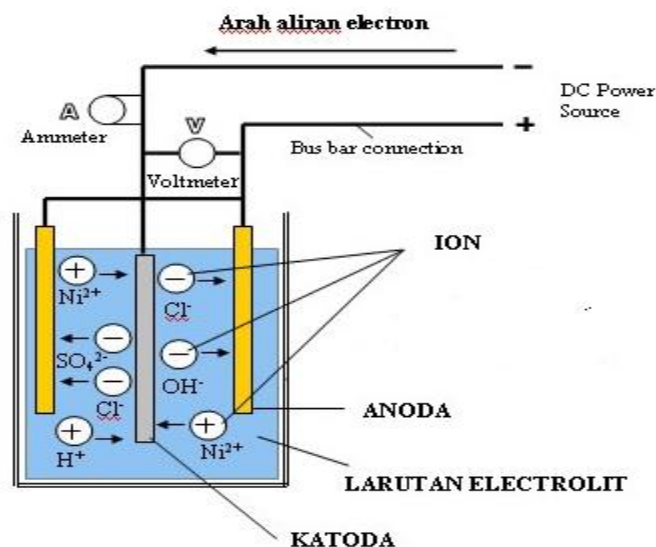 Arah aliran electron
−
DC Power
Source
+
A
Ammeter
V
Voltmeter
Bus bar connection
ION
+
Ni²⁺
−
Cl⁻
−
SO₄²⁻
−
OH⁻
−
Cl⁻
+
H⁺
+
Ni²⁺
ANODA
LARUTAN ELECTROLIT
KATODA